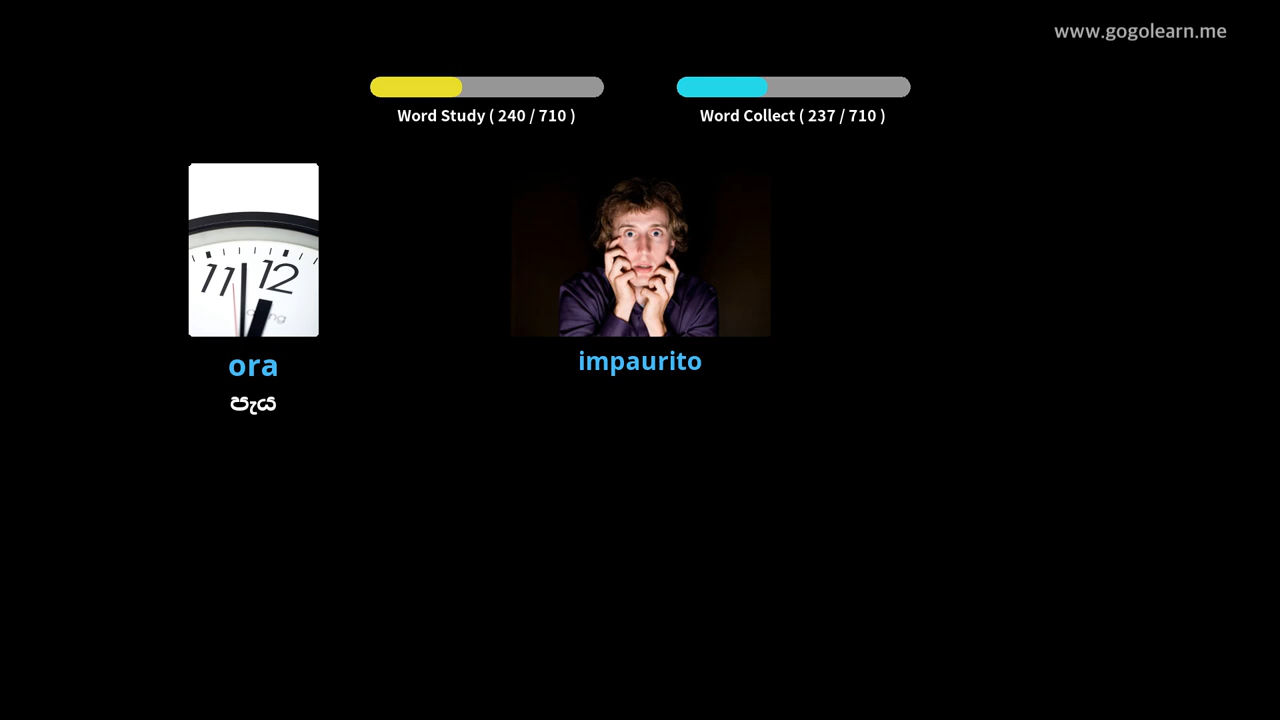 www.gogolearn.me
Word Study ( 240 / 710 )
Word Collect ( 237 / 710 )
11 12
ora
පැය
impaurito